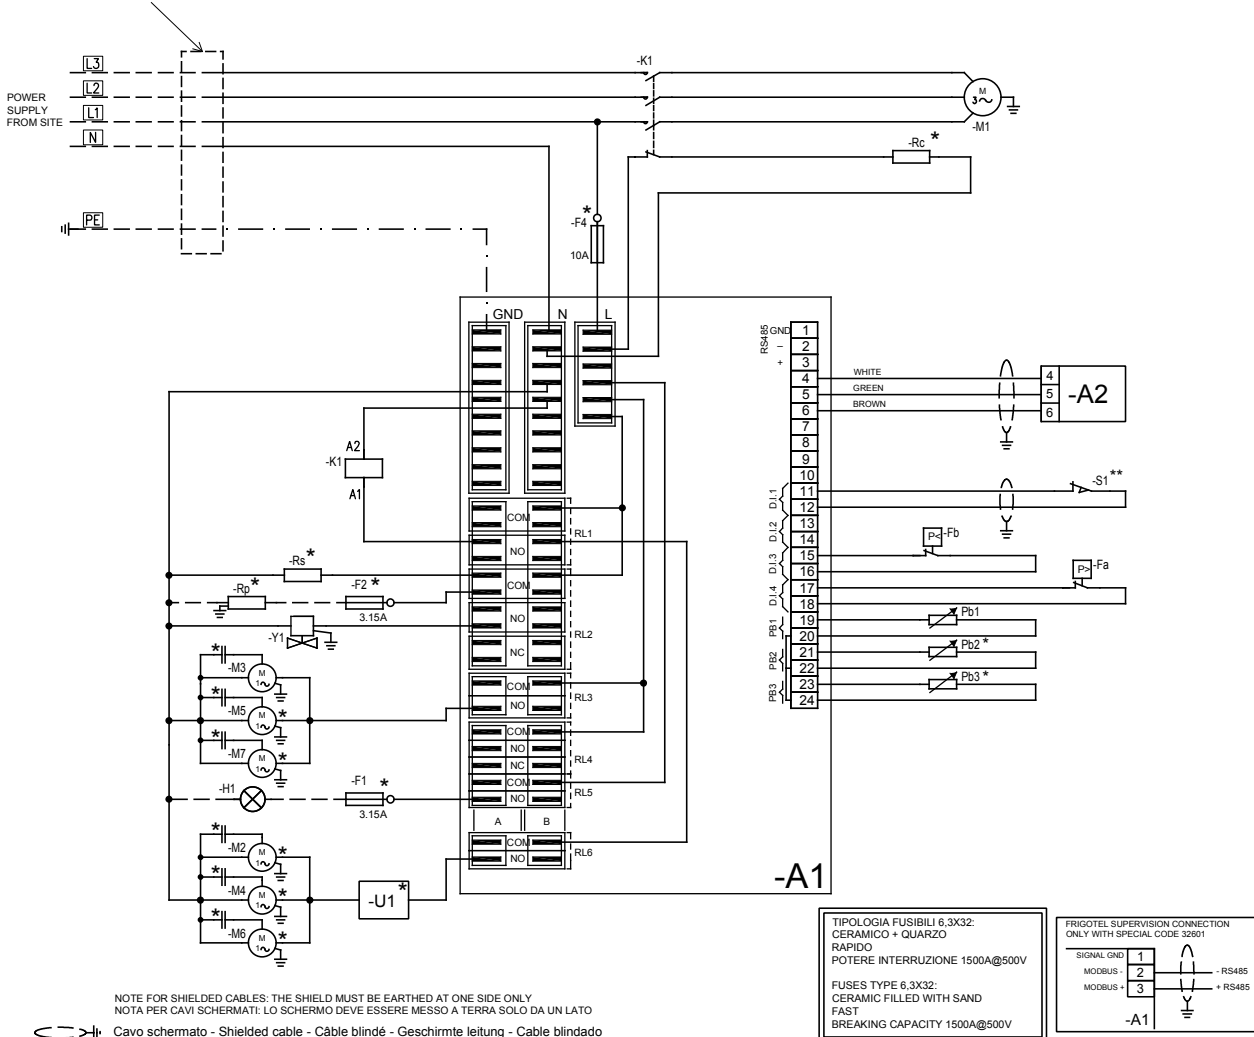 L3
L2
POWER
SUPPLY
FROM SITE
L1
N
PE
-K1
M
3~
-M1
-Rc *
*
-F4
10A
GND
N
L
RS485
GND 1
– 2
+ 3
4
5
6
7
8
9
10
11
12
13
14
15
16
17
18
19
20
21
22
23
24
D.I.1
D.I.2
D.I.3
D.I.4
PB1
PB2
PB3
WHITE
GREEN
BROWN
4
5
6
-A2
-S1 **
P< -Fb
P> -Fa
Pb1
Pb2 *
Pb3 *
A2
-K1
A1
COM
NO
RL1
-Rs *
-Rp *
-F2 *
3.15A
-Y1
COM
NO
NC
RL2
* -M3 M 1~ *
* -M5 M 1~ *
* -M7 M 1~ *
COM
NO
RL3
COM
NO
NC
RL4
COM
NO
RL5
-H1
-F1 *
3.15A
A
B
COM
NO
RL6
* -M2 M 1~ *
* -M4 M 1~ *
* -M6 M 1~ *
-U1 *
-A1
TIPOLOGIA FUSIBILI 6,3X32:
CERAMICO + QUARZO
RAPIDO
POTERE INTERRUZIONE 1500A@500V
FUSES TYPE 6,3X32:
CERAMIC FILLED WITH SAND
FAST
BREAKING CAPACITY 1500A@500V
FRIGOTEL SUPERVISION CONNECTION
ONLY WITH SPECIAL CODE 32601
SIGNAL GND 1
MODBUS - 2 - RS485
MODBUS + 3 + RS485
-A1
NOTE FOR SHIELDED CABLES: THE SHIELD MUST BE EARTHED AT ONE SIDE ONLY
NOTA PER CAVI SCHERMATI: LO SCHERMO DEVE ESSERE MESSO A TERRA SOLO DA UN LATO
Cavo schermato - Shielded cable - Câble blindé - Geschirmte leitung - Cable blindado